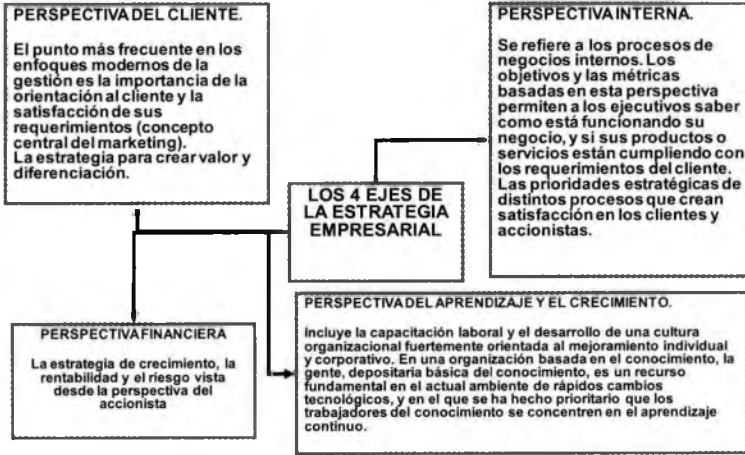 PERSPECTIVA DEL CLIENTE.
El punto más frecuente en los
enfoques modernos de la
gestión es la importancia de la
orientación al cliente y la
satisfacción de sus
requerimientos (concepto
central del marketing).
La estrategia para crear valor y
diferenciación.
PERSPECTIVA INTERNA.
Se refiere a los procesos de
negocios internos. Los
objetivos y las métricas
basadas en esta perspectiva
permiten a los ejecutivos saber
como está funcionando su
negocio, y si sus productos o
servicios están cumpliendo con
los requerimientos del cliente.
Las prioridades estratégicas de
distintos procesos que crean
satisfacción en los clientes y
accionistas.
LOS 4 EJES DE
LA ESTRATEGIA
EMPRESARIAL
PERSPECTIVA FINANCIERA
La estrategia de crecimiento, la
rentabilidad y el riesgo vista
desde la perspectiva del
accionista
PERSPECTIVA DEL APRENDIZAJE Y EL CRECIMIENTO.
Incluye la capacitación laboral y el desarrollo de una cultura
organizacional fuertemente orientada al mejoramiento individual
y corporativo. En una organización basada en el conocimiento, la
gente, depositaria básica del conocimiento, es un recurso
fundamental en el actual ambiente de rápidos cambios
tecnológicos, y en el que se ha hecho prioritario que los
trabajadores del conocimiento se concentren en el aprendizaje
continuo.